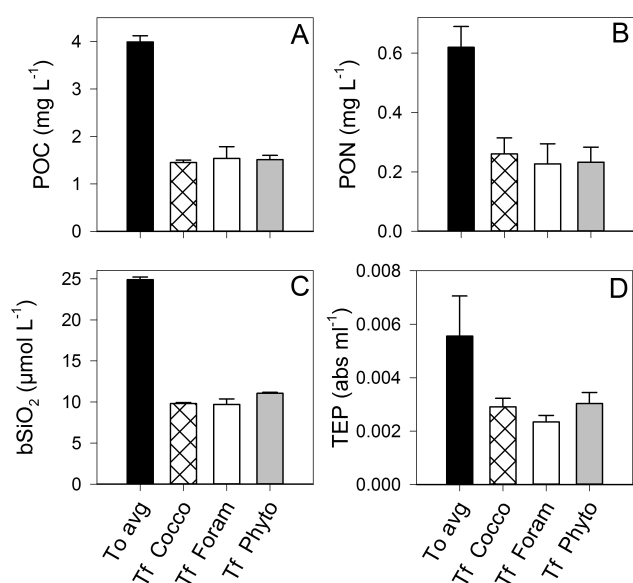 A
POC (mg L⁻¹)
4
3
2
1
0
B
PON (mg L⁻¹)
0.6
0.4
0.2
0.0
C
bSiO₂ (μmol L⁻¹)
25
20
15
10
5
0
To avg
Tf Cocco
Tf Foram
Tf Phyto
D
TEP (abs ml⁻¹)
0.008
0.006
0.004
0.002
0.000
To avg
Tf Cocco
Tf Foram
Tf Phyto